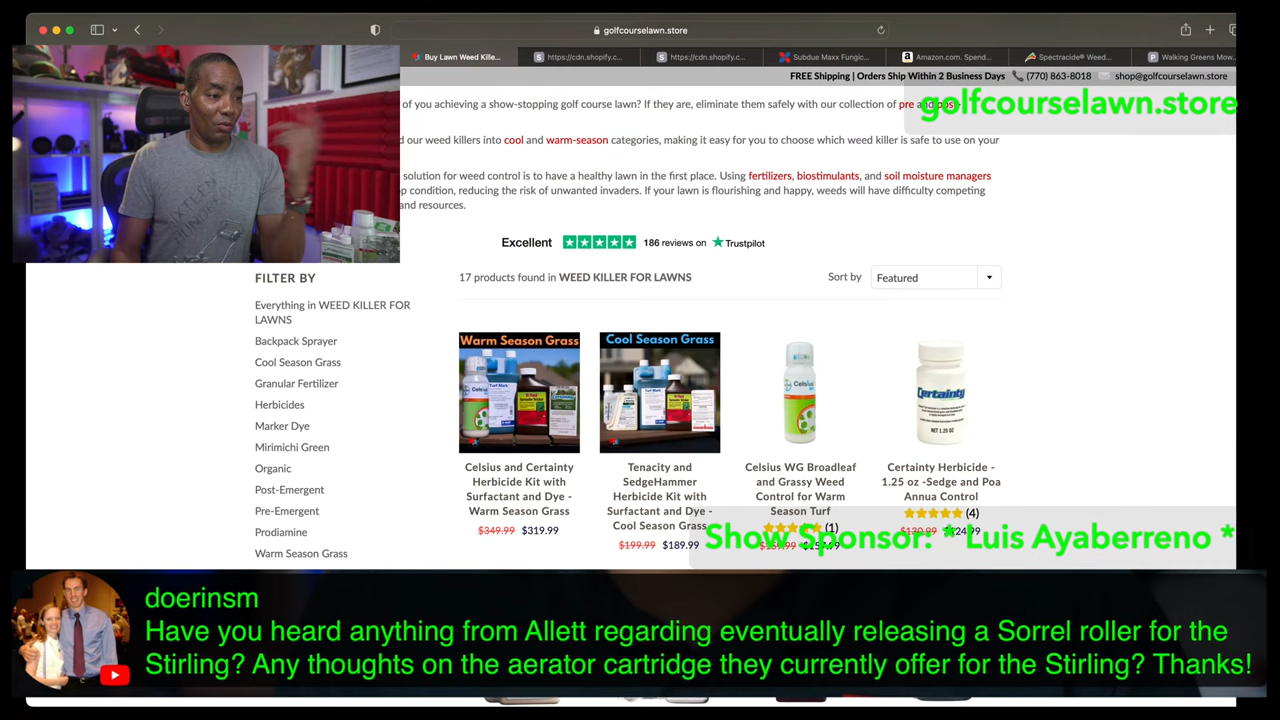 golfcourselawn.store
Buy Lawn Weed Kille...
https://cdn.shopify.c...
https://cdn.shopify.c...
Subdue Maxx Fungic...
Amazon.com. Spend...
Spectracide® Weed...
Walking Greens Mow...
FREE Shipping | Orders Ship Within 2 Business Days
(770) 863-8018
shop@golfcourselawn.store
of you achieving a show-stopping golf course lawn? If they are, eliminate them safely with our collection of pre and
golfcourselawn.store
our weed killers into cool and warm-season categories, making it easy for you to choose which weed killer is safe to use on your
solution for weed control is to have a healthy lawn in the first place. Using fertilizers, biostimulants, and soil moisture managers
condition, reducing the risk of unwanted invaders. If your lawn is flourishing and happy, weeds will have difficulty competing
and resources.
Excellent 186 reviews on Trustpilot
FILTER BY
Everything in WEED KILLER FOR
LAWNS
Backpack Sprayer
Cool Season Grass
Granular Fertilizer
Herbicides
Marker Dye
Mirimichi Green
Organic
Post-Emergent
Pre-Emergent
Prodiamine
Warm Season Grass
17 products found in WEED KILLER FOR LAWNS
Sort by Featured
Warm Season Grass
Celsius and Certainty
Herbicide Kit with
Surfactant and Dye -
Warm Season Grass
$349.99 $319.99
Cool Season Grass
Tenacity and
SedgeHammer
Herbicide Kit with
Surfactant and Dye -
Cool Season Grass
$199.99 $189.99
Celsius
Celsius WG Broadleaf
and Grassy Weed
Control for Warm
Season Turf
(1)
Certainty
NET 1.25 OZ
Certainty Herbicide -
1.25 oz -Sedge and Poa
Annua Control
(4)
Show Sponsor: * Luis Ayaberreno *
doerinsm
Have you heard anything from Allett regarding eventually releasing a Sorrel roller for the
Stirling? Any thoughts on the aerator cartridge they currently offer for the Stirling? Thanks!